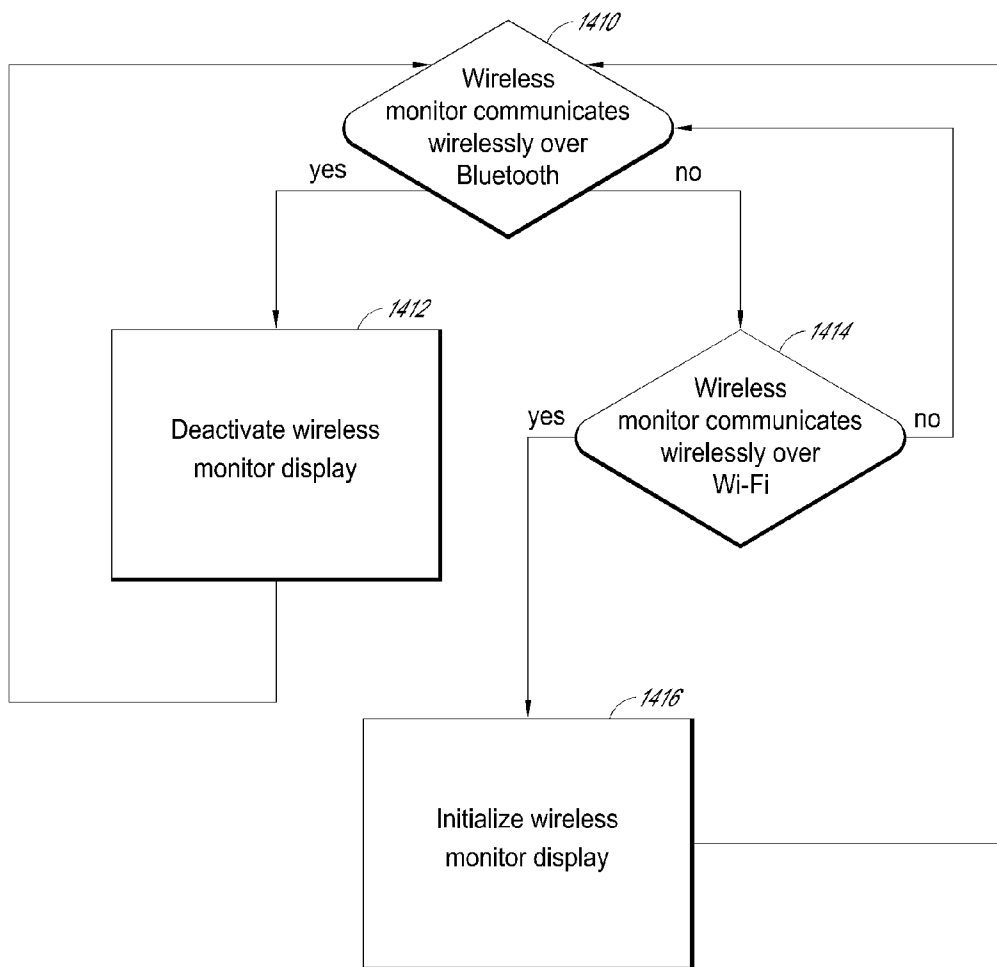 1410
Wireless
monitor communicates
wirelessly over
Bluetooth
yes
no
1412
Deactivate wireless
monitor display
1414
Wireless
monitor communicates
wirelessly over
Wi-Fi
yes
no
1416
Initialize wireless
monitor display